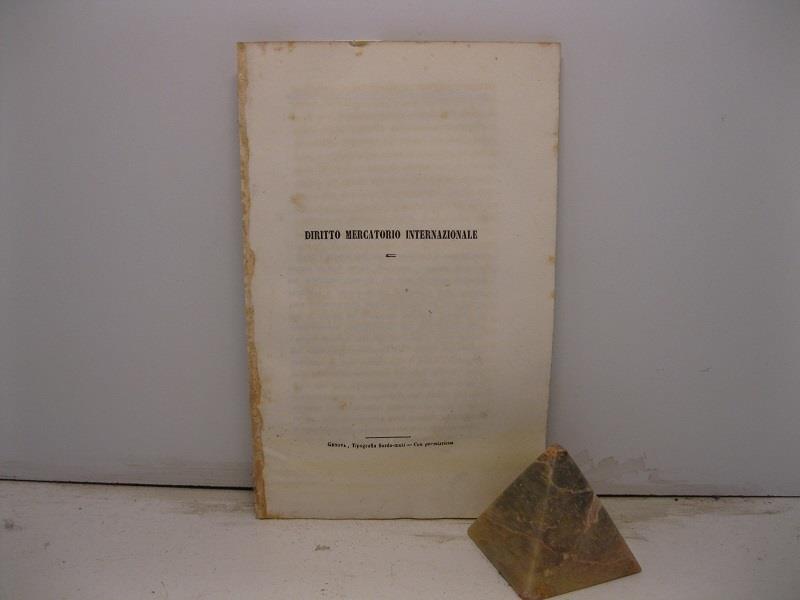 DIRITTO MERCATORIO INTERNAZIONALE
GENOVA, Tipografia Sordo-muti — Con permissione